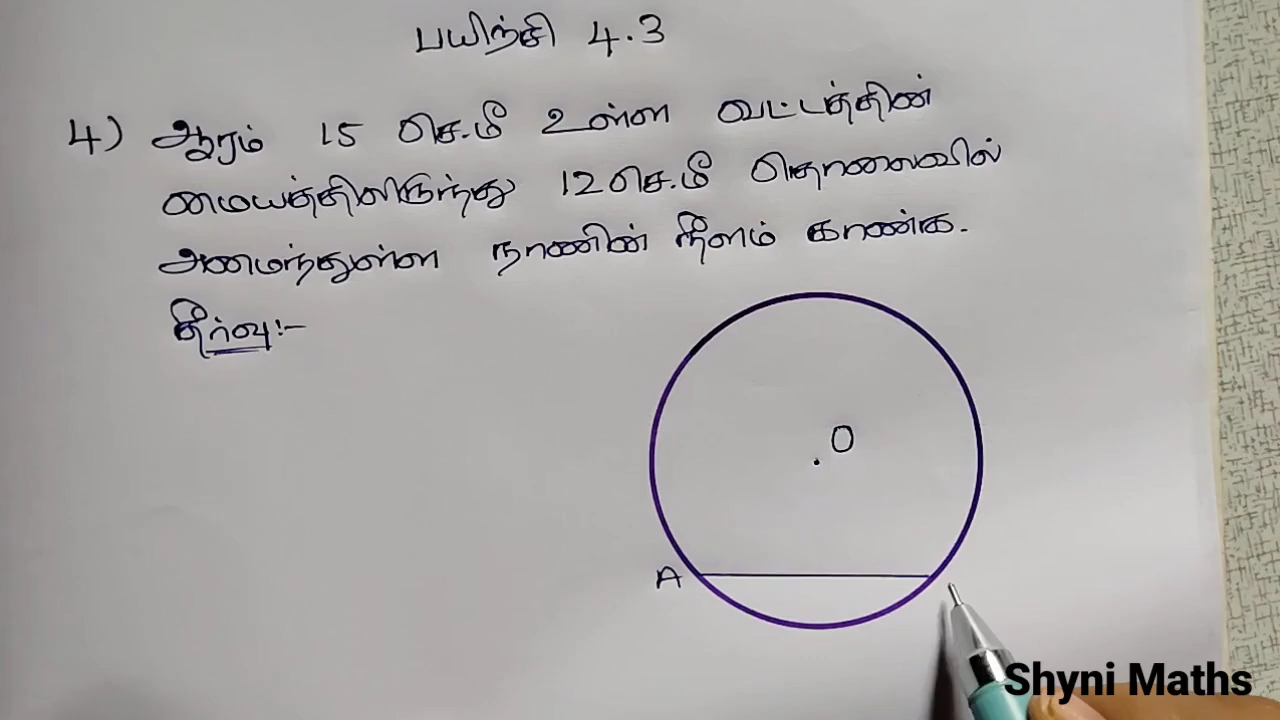 பயிற்சி 4.3
4) ஆரம் 15 செ.மீ உள்ள வட்டத்தின்
மையத்திலிருந்து 12 செ.மீ தொலைவில்
அமைந்துள்ள நாணின் நீளம் காண்க.
தீர்வு:-
O
A
Shyni Maths